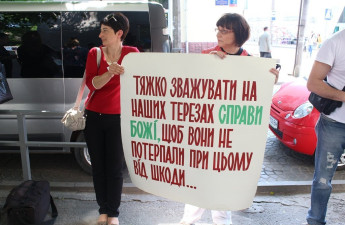 ТЯЖКО ЗВАЖУВАТИ НА
НАШИХ ТЕРЕЗАХ СПРАВИ
БОЖІ, ЩОБ ВОНИ НЕ
ПОТЕРПАЛИ ПРИ ЦЬОМУ
ВІД ШКОДИ...